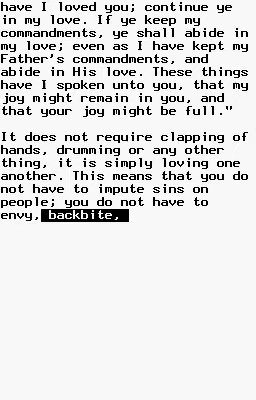 have I loved you; continue ye
in my love. If ye keep my
commandments, ye shall abide in
my love; even as I have kept my
Father's commandments, and
abide in His love. These things
have I spoken unto you, that my
joy might remain in you, and
that your joy might be full."

It does not require clapping of
hands, drumming or any other
thing, it is simply loving one
another. This means that you do
not have to impute sins on
people; you do not have to
envy, backbite,